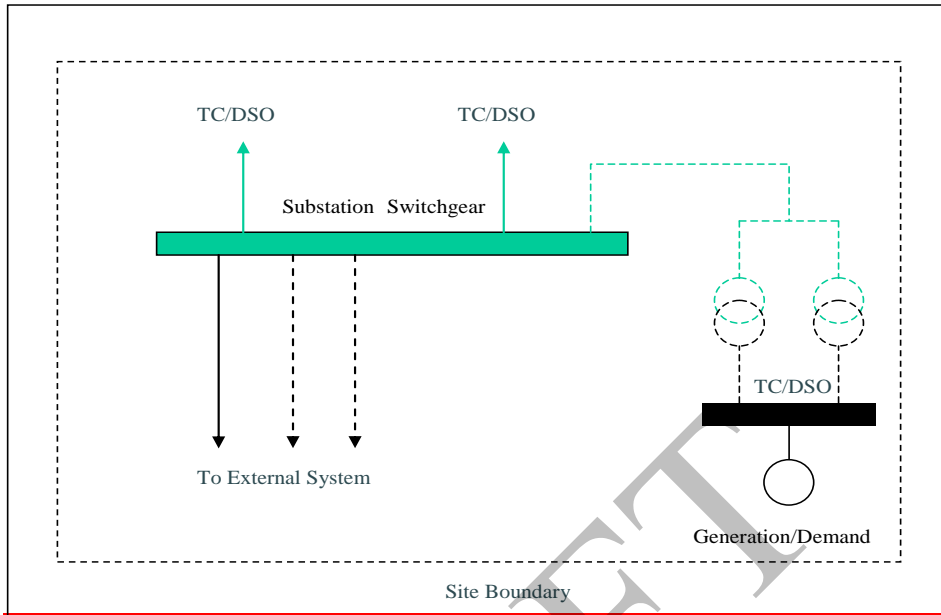 TC/DSO
TC/DSO
Substation Switchgear
TC/DSO
To External System
Generation/Demand
Site Boundary